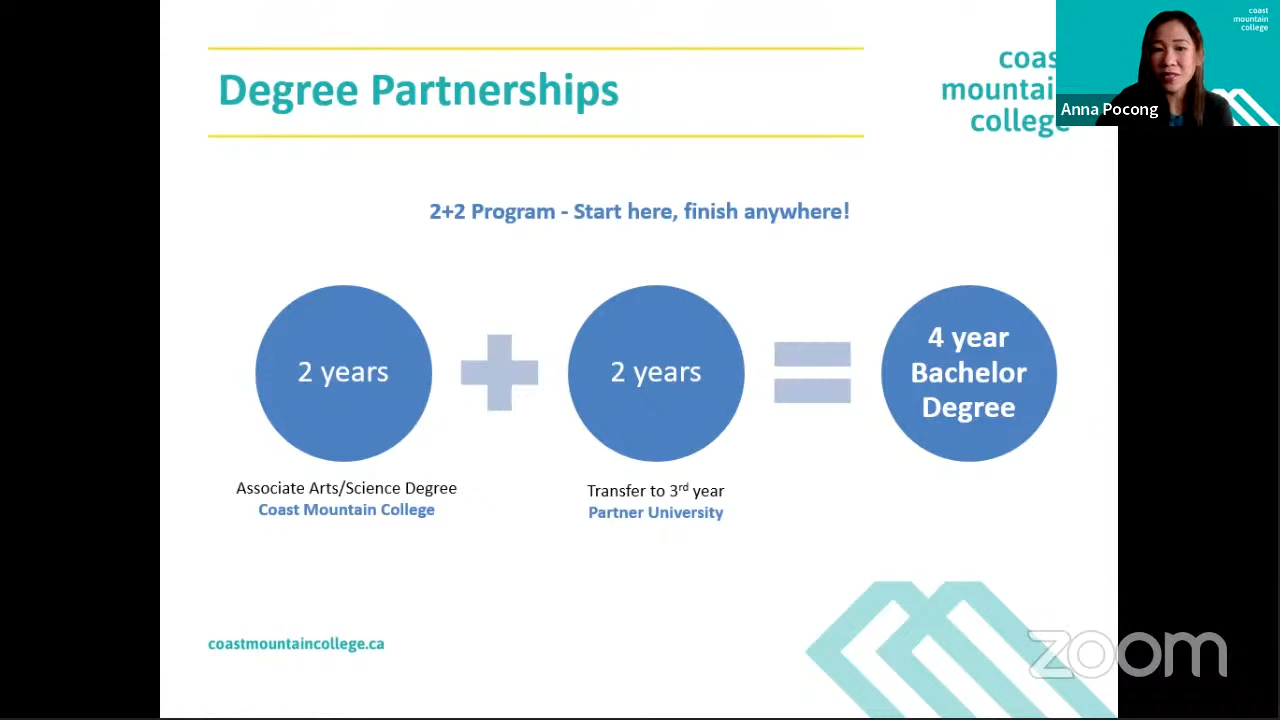 Degree Partnerships
coas
mountai
college
coast
mountain
college
Anna Pocong
2+2 Program - Start here, finish anywhere!
2 years
2 years
4 year
Bachelor
Degree
Associate Arts/Science Degree
Coast Mountain College
Transfer to 3rd year
Partner University
coastmountaincollege.ca
zoom